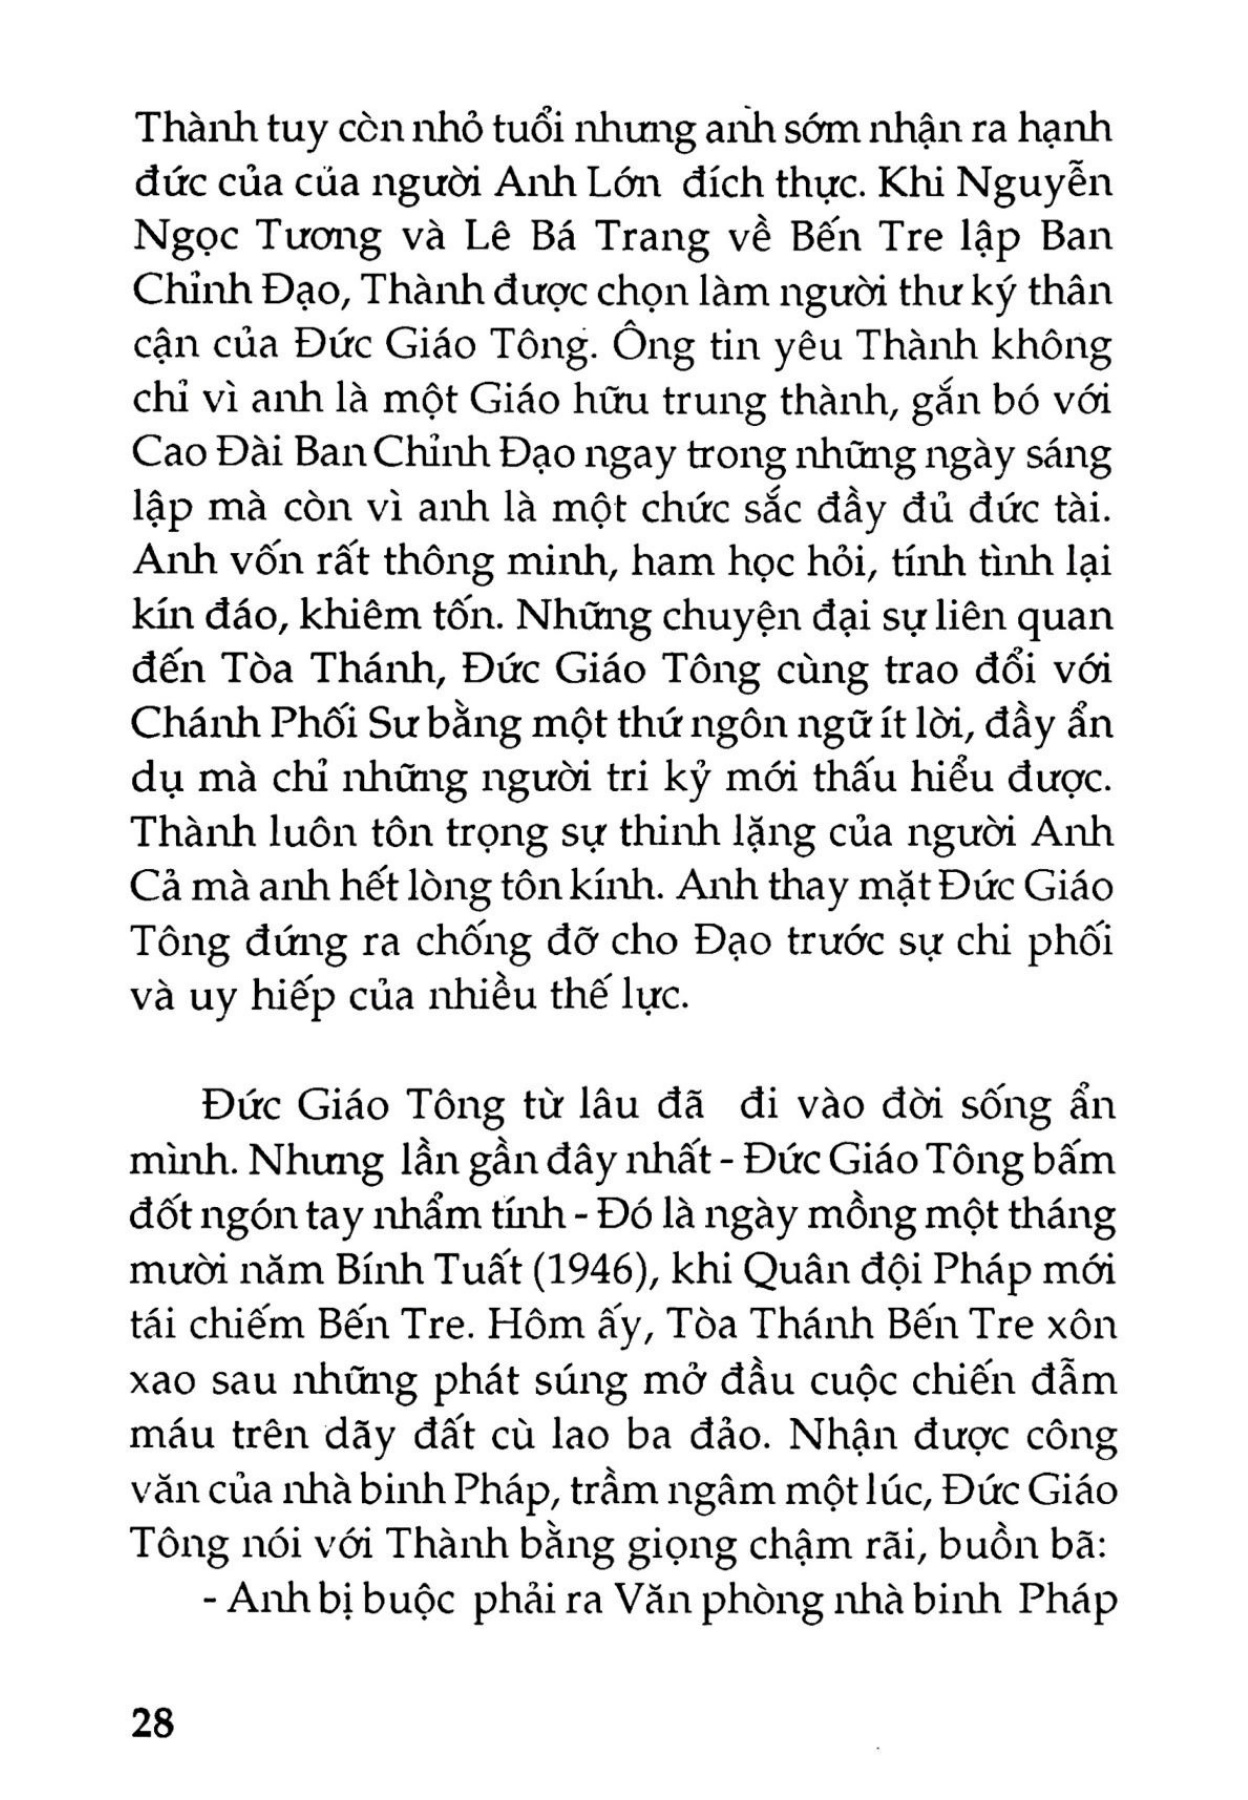 Thành tuy còn nhỏ tuổi nhưng anh sớm nhận ra hạnh
đức của của người Anh Lớn đích thực. Khi Nguyễn
Ngọc Tương và Lê Bá Trang về Bến Tre lập Ban
Chỉnh Đạo, Thành được chọn làm người thư ký thân
cận của Đức Giáo Tông. Ông tin yêu Thành không
chỉ vì anh là một Giáo hữu trung thành, gắn bó với
Cao Đài Ban Chỉnh Đạo ngay trong những ngày sáng
lập mà còn vì anh là một chức sắc đầy đủ đức tài.
Anh vốn rất thông minh, ham học hỏi, tính tình lại
kín đáo, khiêm tốn. Những chuyện đại sự liên quan
đến Tòa Thánh, Đức Giáo Tông cùng trao đổi với
Chánh Phối Sư bằng một thứ ngôn ngữ ít lời, đầy ẩn
dụ mà chỉ những người tri kỷ mới thấu hiểu được.
Thành luôn tôn trọng sự thinh lặng của người Anh
Cả mà anh hết lòng tôn kính. Anh thay mặt Đức Giáo
Tông đứng ra chống đỡ cho Đạo trước sự chi phối
và uy hiếp của nhiều thế lực.
Đức Giáo Tông từ lâu đã đi vào đời sống ẩn
mình. Nhưng lần gần đây nhất - Đức Giáo Tông bấm
đốt ngón tay nhẩm tính - Đó là ngày mồng một tháng
mười năm Bính Tuất (1946), khi Quân đội Pháp mới
tái chiếm Bến Tre. Hôm ấy, Tòa Thánh Bến Tre xôn
xao sau những phát súng mở đầu cuộc chiến đẫm
máu trên dãy đất cù lao ba đảo. Nhận được công
văn của nhà binh Pháp, trầm ngâm một lúc, Đức Giáo
Tông nói với Thành bằng giọng chậm rãi, buồn bã:
- Anh bị buộc phải ra Văn phòng nhà binh Pháp
28